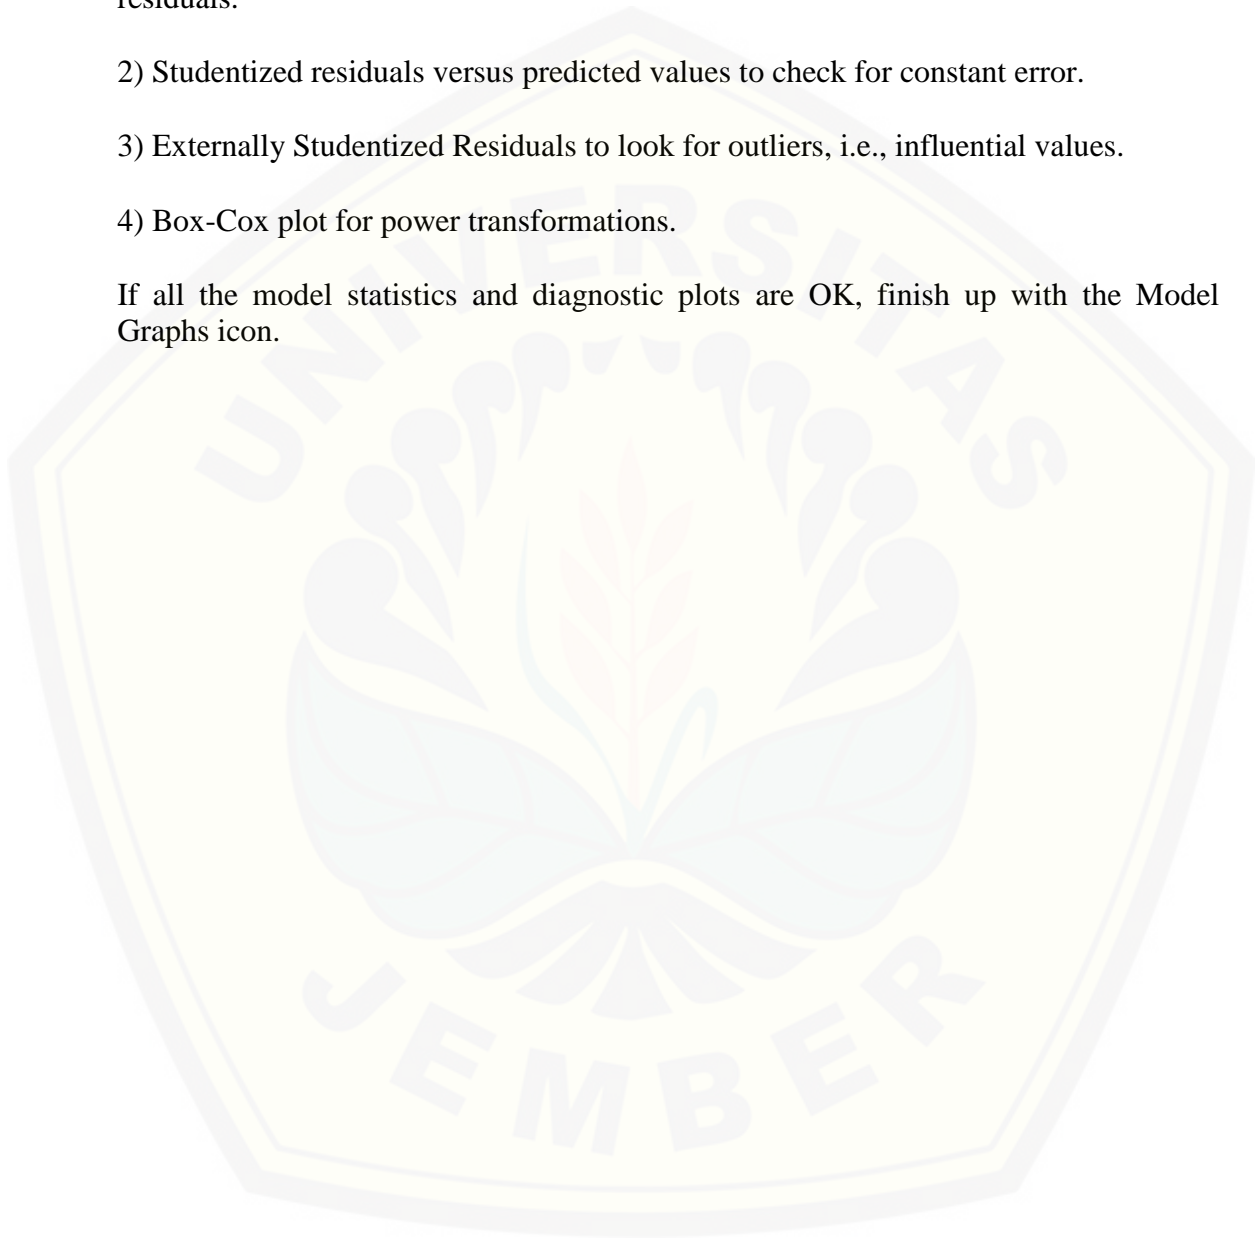 residuals.
2) Studentized residuals versus predicted values to check for constant error.
3) Externally Studentized Residuals to look for outliers, i.e., influential values.
4) Box-Cox plot for power transformations.
If all the model statistics and diagnostic plots are OK, finish up with the Model
Graphs icon.
UNIVERSITAS
JEMBER